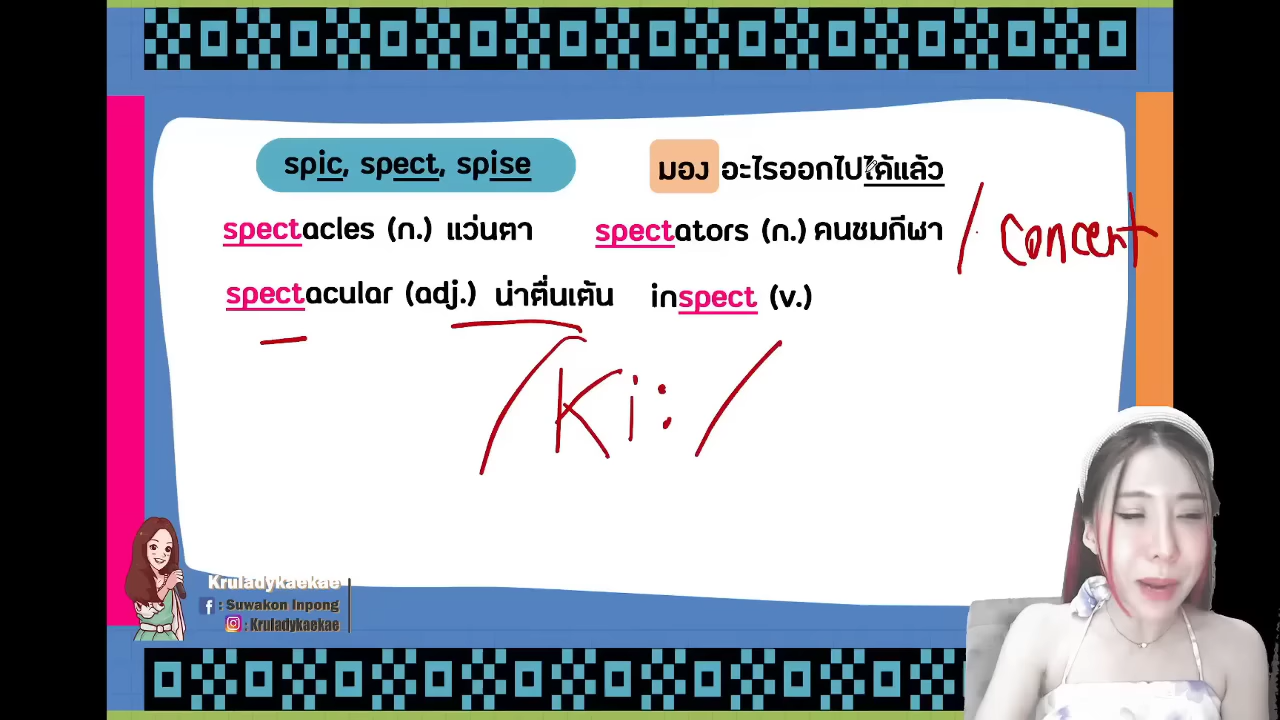 spic, spect, spise มอง อะไรออกไปได้แล้ว
spectacles (n.) แว่นตา spectators (n.) คนชมกีฬา / concert
spectacular (adj.) น่าตื่นเต้น inspect (v.)
/Ki:/
Kruladykaekae
f : Suwakon Inpong
: Kruladykaekae